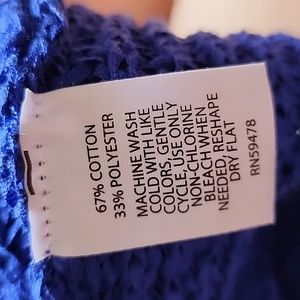 67% COTTON
33% POLYESTER
MACHINE WASH
COLD WITH LIKE
COLORS, GENTLE
CYCLE, USE ONLY
NON-CHLORINE
BLEACH WHEN
NEEDED, RESHAPE
DRY FLAT
RN59478